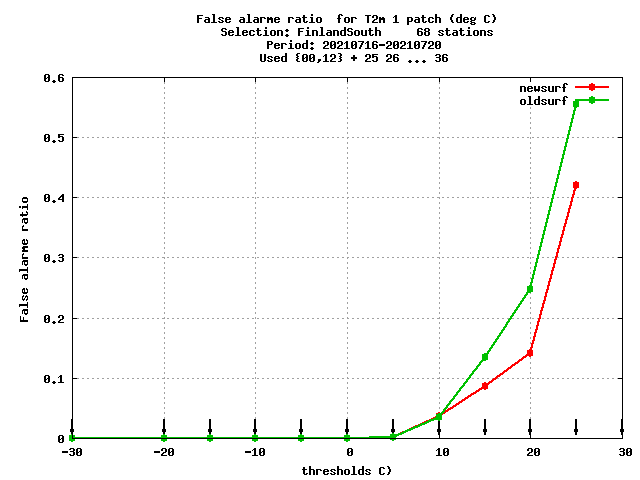 False alarme ratio  for T2m 1 patch (deg C)
Selection: FinlandSouth     68 stations
Period: 20210716-20210720
Used {00,12} + 25 26 ... 36
newsurf
oldsurf
0.6
0.5
0.4
0.3
0.2
0.1
0
False alarme ratio
-30
-20
-10
0
10
20
30
thresholds C)